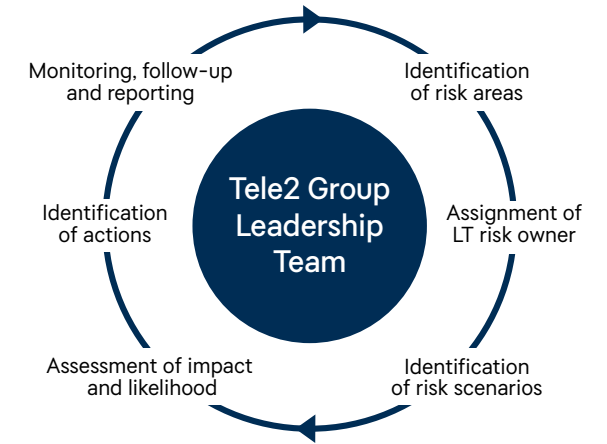 Monitoring, follow-up
and reporting
Identification
of risk areas
Tele2 Group
Leadership
Team
Identification
of actions
Assignment of
LT risk owner
Assessment of impact
and likelihood
Identification
of risk scenarios